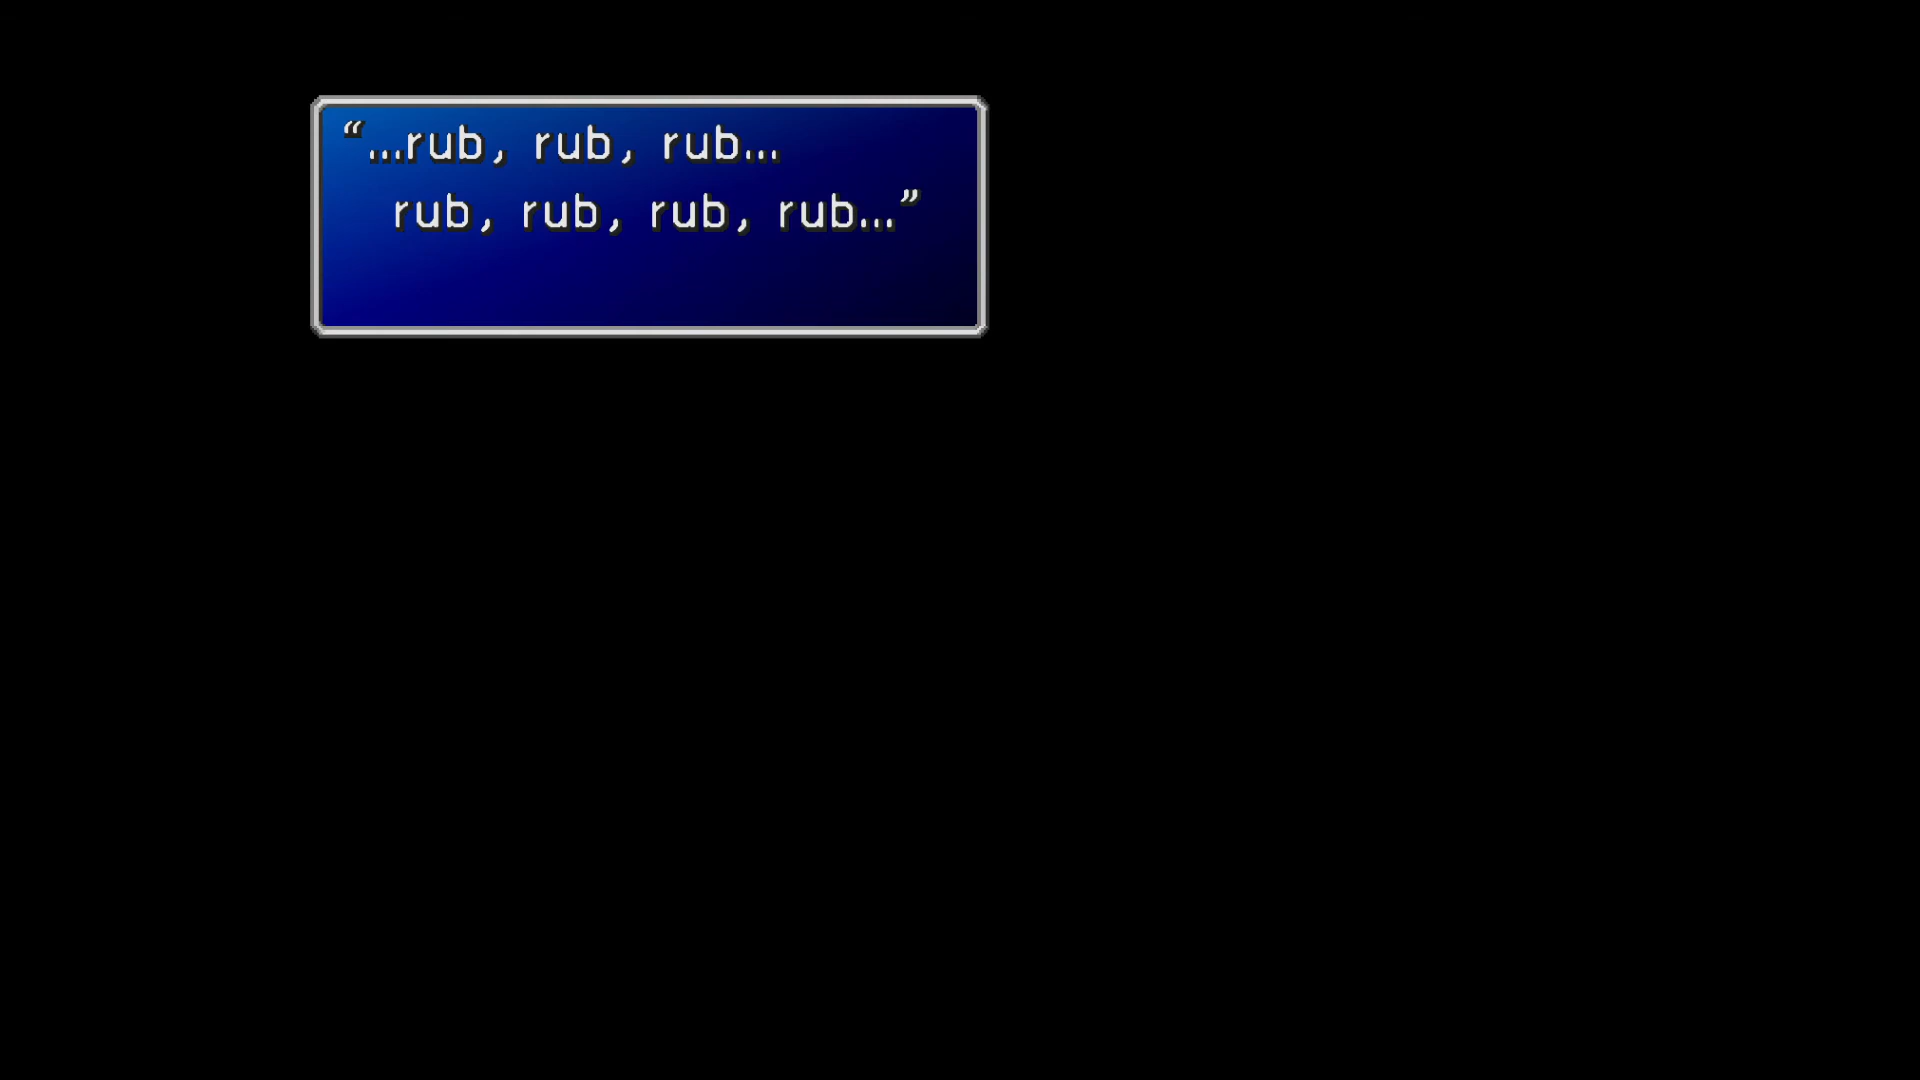 “…rub, rub, rub…
rub, rub, rub, rub…”